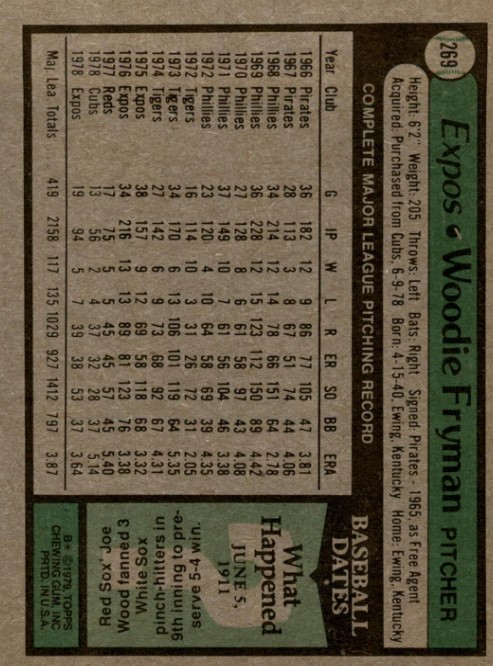 269
Expos • Woodie Fryman PITCHER
Height: 6'2" Weight: 205 Throws: Left Bats: Right Signed: Pirates - 1965, as Free Agent
Acquired: Purchased from Cubs, 6-9-78 Born: 4-15-40, Ewing, Kentucky Home: Ewing, Kentucky
COMPLETE MAJOR LEAGUE PITCHING RECORD
Year Club G IP W L R ER SO BB ERA
1966 Pirates 36 182 12 9 86 77 105 47 3.81
1967 Pirates 28 113 3 8 67 51 74 44 4.06
1968 Phillies 34 214 12 14 78 66 151 64 2.78
1969 Phillies 36 228 12 15 123 112 150 89 4.42
1970 Phillies 27 128 8 6 61 58 97 43 4.08
1971 Phillies 37 149 10 7 61 56 104 46 3.38
1972 Phillies 23 120 4 10 64 58 69 39 4.35
1972 Tigers 16 114 10 3 31 26 72 31 2.05
1973 Tigers 34 170 6 13 106 101 119 64 5.35
1974 Tigers 27 142 6 9 73 68 92 67 4.31
1975 Expos 38 157 9 12 69 58 118 68 3.32
1976 Expos 34 216 13 13 89 81 123 76 3.38
1977 Reds 17 75 5 5 45 45 57 45 5.40
1978 Cubs 13 56 2 4 37 32 28 37 5.14
1978 Expos 19 94 5 7 39 38 53 37 3.64
Maj. Lea. Totals 419 2158 117 135 1029 927 1412 797 3.87
BASEBALL
DATES
What
Happened
JUNE 5,
1911
Red Sox' Joe
Wood fanned 3
White Sox
punch-hitters in
9th inning to pre-
serve 5-4 win.
B* © 1979, TOPPS
CHEWING GUM, INC
PRTD. IN U.S.A.